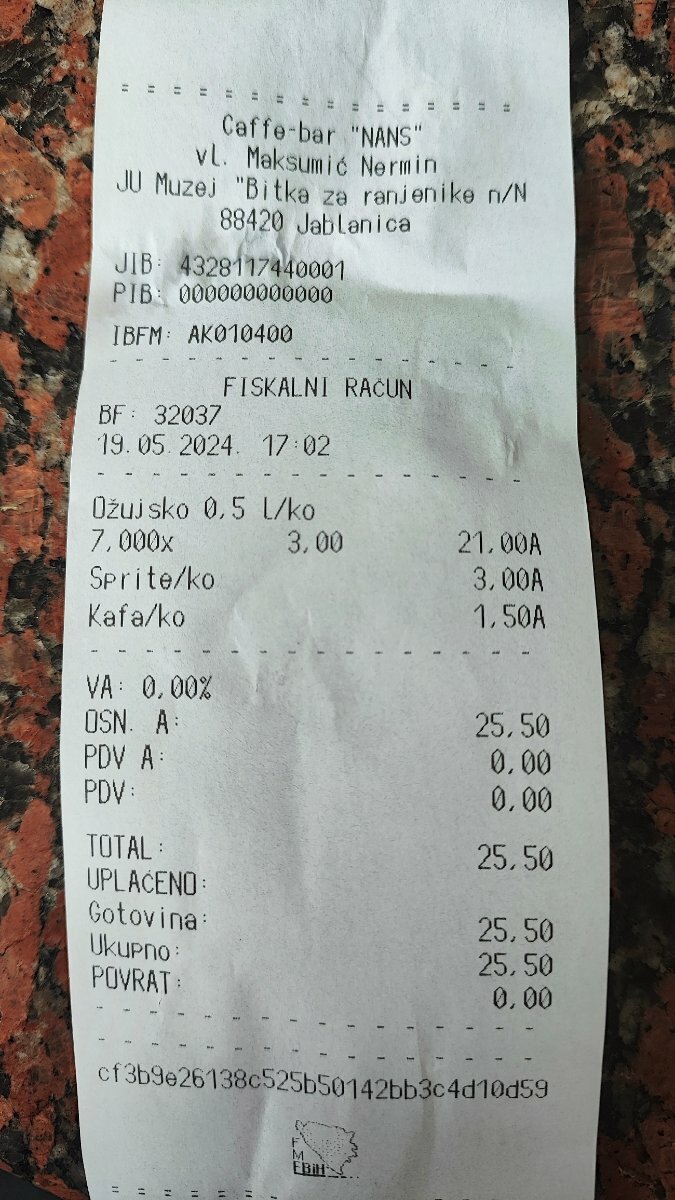 = = = = = = = = = = = = = = = =
Caffe-bar "NANS"
vl. Maksumić Nermin
JU Muzej "Bitka za ranjenike n/N
88420 Jablanica
JIB: 4328117440001
PIB: 000000000000
IBFM: AK010400
- - - - - - - - - - - - - - - -
FISKALNI RAČUN
BF: 32037
19.05.2024. 17:02
- - - - - - - - - - - - - - - -
Ožujsko 0,5 l/ko
7,000x 3,00 21,00A
Sprite/ko 3,00A
Kafa/ko 1,50A
- - - - - - - - - - - - - - - -
VA: 0,00%
OSN. A: 25,50
PDV A: 0,00
PDV: 0,00
TOTAL: 25,50
UPLAĆENO:
Gotovina: 25,50
Ukupno: 25,50
POVRAT: 0,00
- - - - - - - - - - - - - - - -
- - - - - - - - - - - - - - - -
cf3b9e26138c525b50142bb3c4d10d59
F
M
FBiH
= = = = = = =